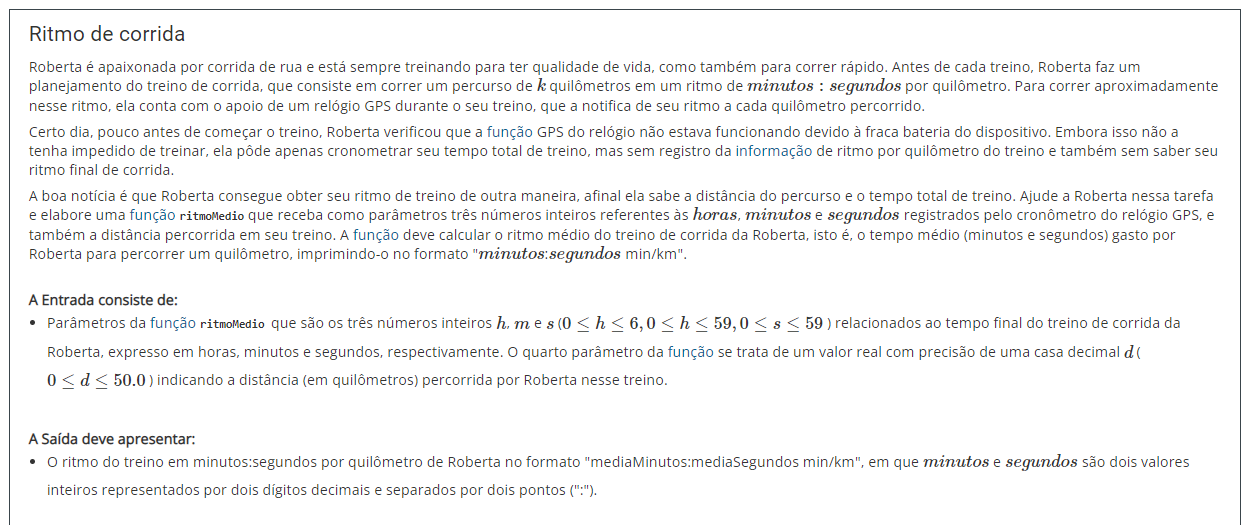 Ritmo de corrida
Roberta é apaixonada por corrida de rua e está sempre treinando para ter qualidade de vida, como também para correr rápido. Antes de cada treino, Roberta faz um
planejamento do treino de corrida, que consiste em correr um percurso de k quilômetros em um ritmo de minutos : segundos por quilômetro. Para correr aproximadamente
nesse ritmo, ela conta com o apoio de um relógio GPS durante o seu treino, que a notifica de seu ritmo a cada quilômetro percorrido.
Certo dia, pouco antes de começar o treino, Roberta verificou que a função GPS do relógio não estava funcionando devido à fraca bateria do dispositivo. Embora isso não a
tenha impedido de treinar, ela pôde apenas cronometrar seu tempo total de treino, mas sem registro da informação de ritmo por quilômetro do treino e também sem saber seu
ritmo final de corrida.
A boa notícia é que Roberta consegue obter seu ritmo de treino de outra maneira, afinal ela sabe a distância do percurso e o tempo total de treino. Ajude a Roberta nessa tarefa
e elabore uma função ritmoMedio que receba como parâmetros três números inteiros referentes às horas, minutos e segundos registrados pelo cronômetro do relógio GPS, e
também a distância percorrida em seu treino. A função deve calcular o ritmo médio do treino de corrida da Roberta, isto é, o tempo médio (minutos e segundos) gasto por
Roberta para percorrer um quilômetro, imprimindo-o no formato "minutos:segundos min/km".
A Entrada consiste de:
• Parâmetros da função ritmoMedio que são os três números inteiros h, m e s (0 ≤ h ≤ 6, 0 ≤ h ≤ 59, 0 ≤ s ≤ 59 ) relacionados ao tempo final do treino de corrida da
Roberta, expresso em horas, minutos e segundos, respectivamente. O quarto parâmetro da função se trata de um valor real com precisão de uma casa decimal d (
0 ≤ d ≤ 50.0 ) indicando a distância (em quilômetros) percorrida por Roberta nesse treino.
A Saída deve apresentar:
• O ritmo do treino em minutos:segundos por quilômetro de Roberta no formato "mediaMinutos:mediaSegundos min/km", em que minutos e segundos são dois valores
inteiros representados por dois dígitos decimais e separados por dois pontos (":").